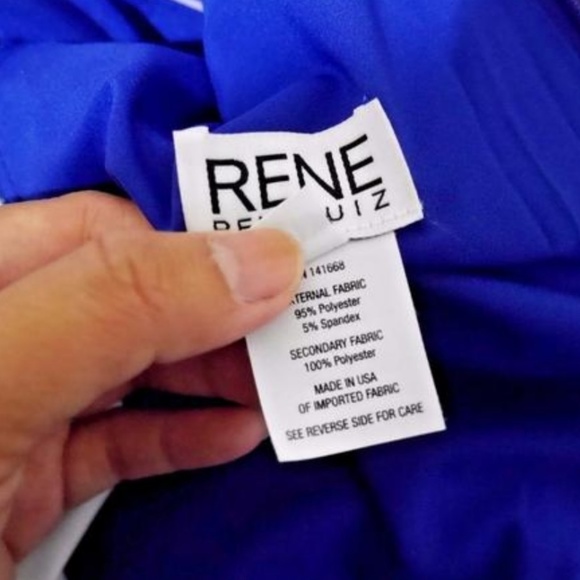 RENE
141668
EXTERNAL FABRIC
95% Polyester
5% Spandex
SECONDARY FABRIC
100% Polyester
MADE IN USA
OF IMPORTED FABRIC
SEE REVERSE SIDE FOR CARE